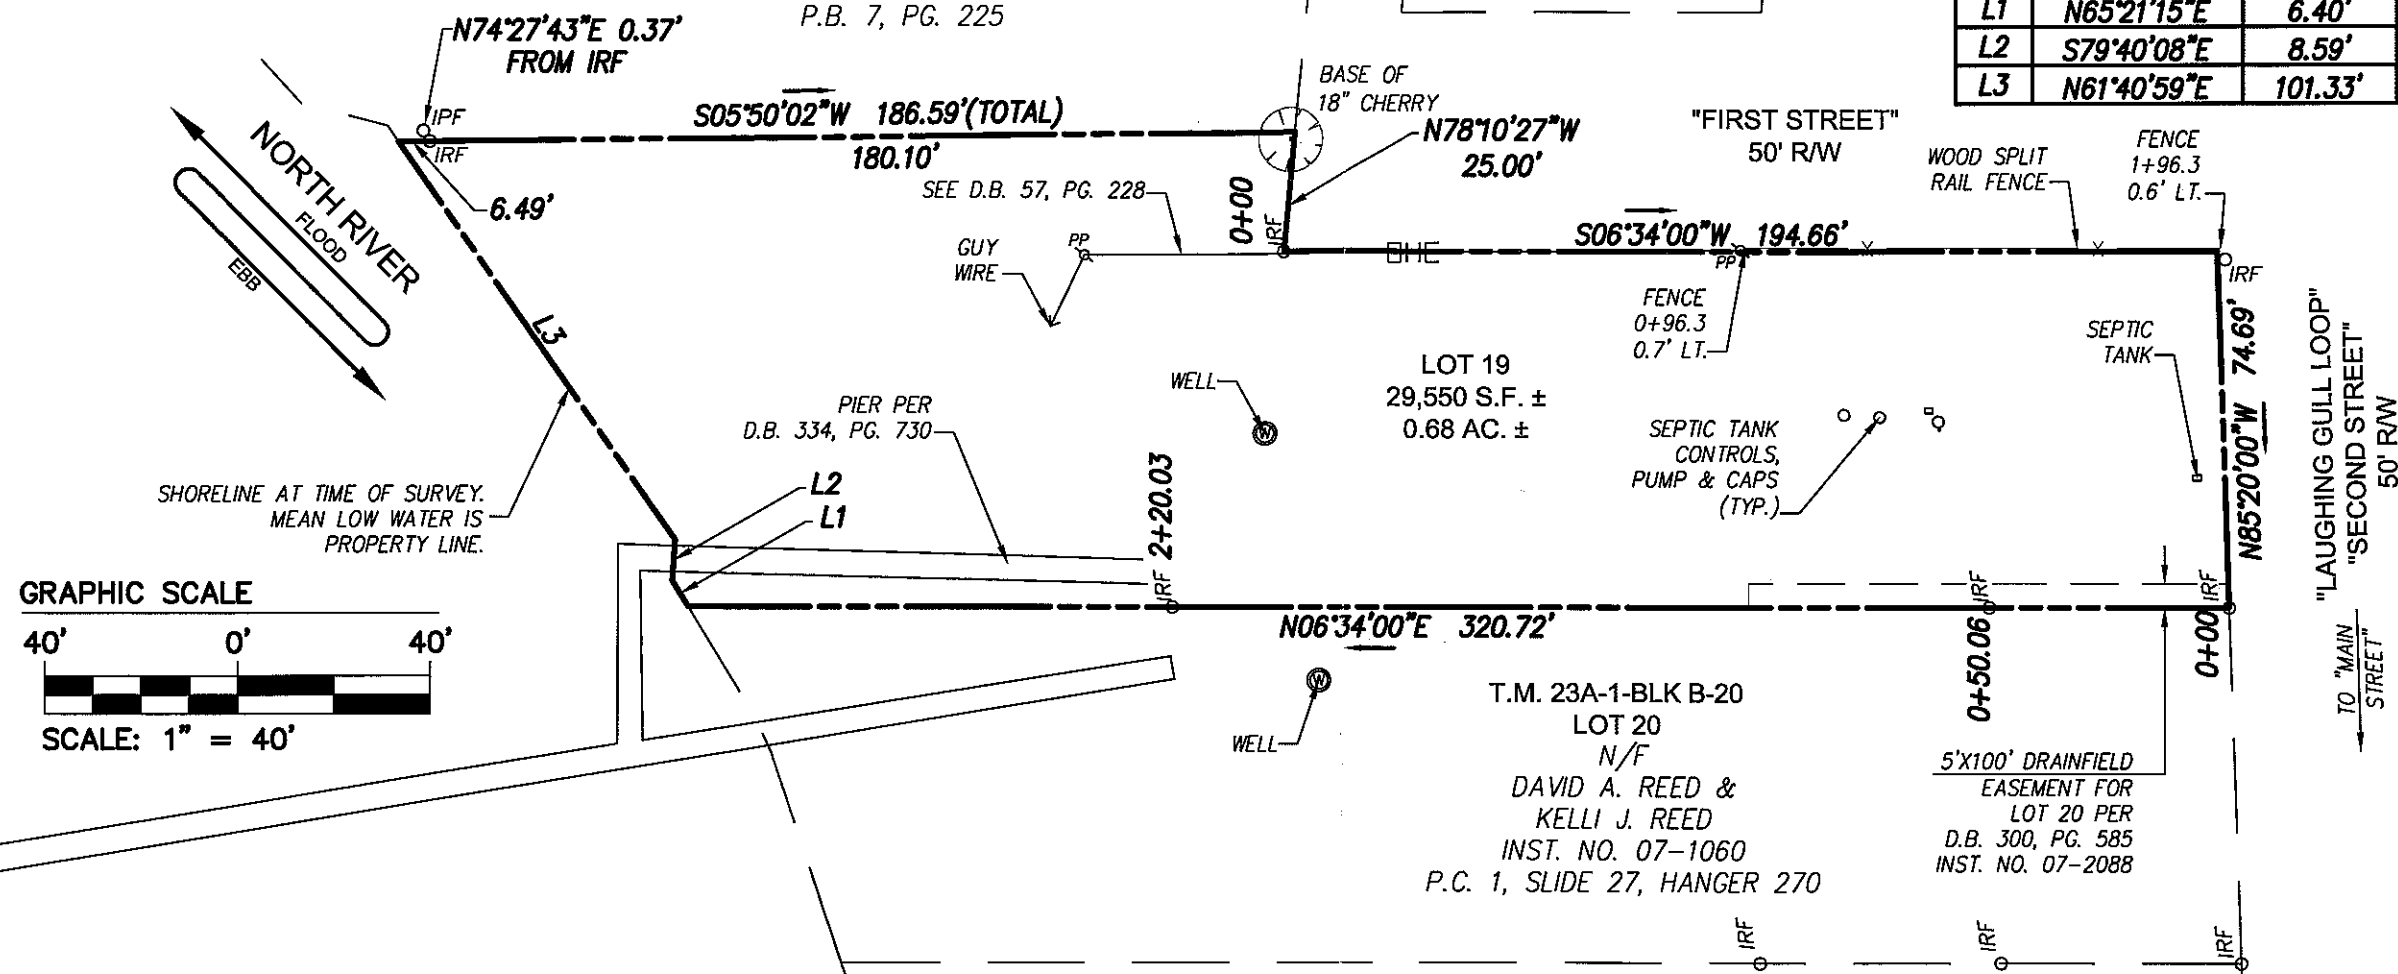 P.B. 7, PG. 225
N74°27'43"E 0.37'
FROM IRF
L1 N65°21'15"E 6.40'
L2 S79°40'08"E 8.59'
L3 N61°40'59"E 101.33'
IPF
IRF
S05°50'02"W 186.59'(TOTAL)
180.10'
6.49'
BASE OF
18" CHERRY
N78°10'27"W
25.00'
"FIRST STREET"
50' R/W
WOOD SPLIT
RAIL FENCE
FENCE
1+96.3
0.6' LT.
NORTH RIVER
FLOOD
EBB
SEE D.B. 57, PG. 228
0+00
IRF
GUY
WIRE
PP
OHE
S06°34'00"W 194.66'
PP
IRF
FENCE
0+96.3
0.7' LT.
L3
WELL
W
LOT 19
29,550 S.F. ±
0.68 AC. ±
SEPTIC
TANK
N85°20'00"W 74.69'
"LAUGHING GULL LOOP"
"SECOND STREET"
50' R/W
PIER PER
D.B. 334, PG. 730
SEPTIC TANK
CONTROLS,
PUMP & CAPS
(TYP.)
L2
L1
SHORELINE AT TIME OF SURVEY.
MEAN LOW WATER IS
PROPERTY LINE.
2+20.03
IRF
IRF
IRF
N06°34'00"E 320.72'
0+50.06
0+00
TO "MAIN
STREET"
GRAPHIC SCALE
40' 0' 40'
SCALE: 1" = 40'
W
WELL
T.M. 23A-1-BLK B-20
LOT 20
N/F
DAVID A. REED &
KELLI J. REED
INST. NO. 07-1060
P.C. 1, SLIDE 27, HANGER 270
5'X100' DRAINFIELD
EASEMENT FOR
LOT 20 PER
D.B. 300, PG. 585
INST. NO. 07-2088
IRF
IRF
IRF